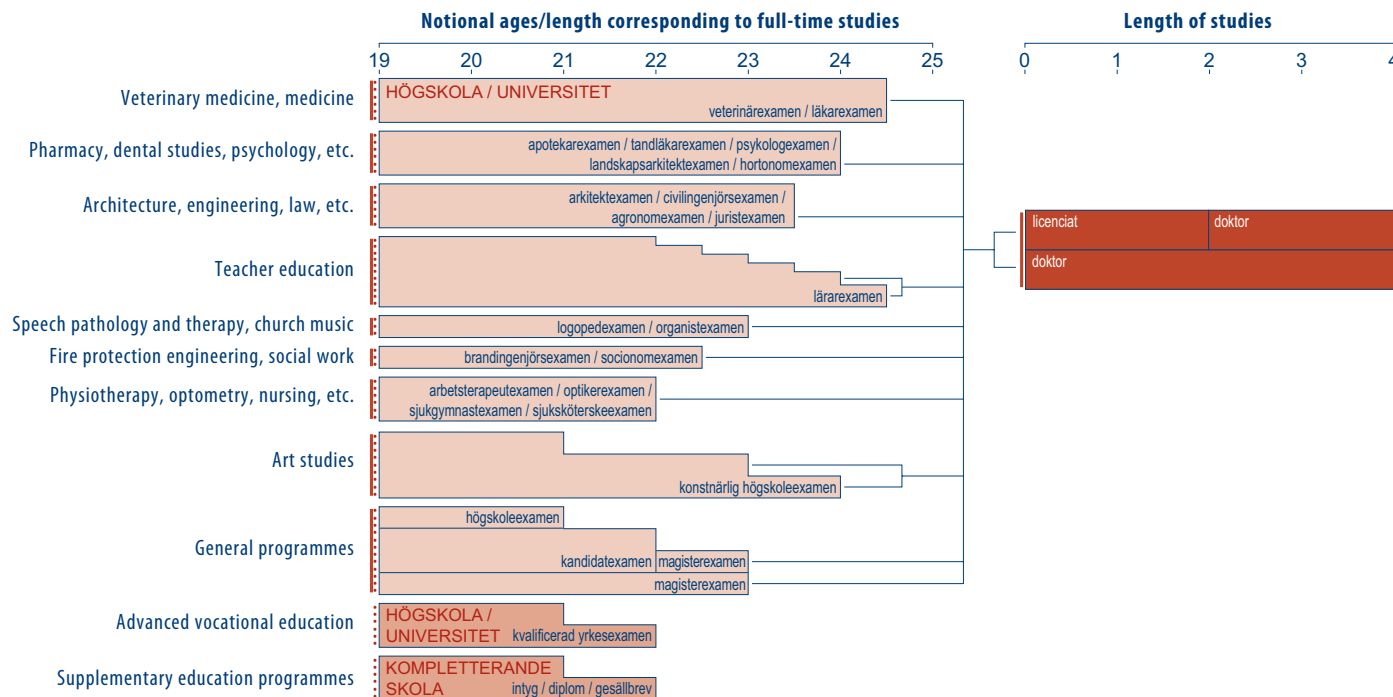 Notional ages/length corresponding to full-time studies
Length of studies
19 20 21 22 23 24 25
0 1 2 3 4
Veterinary medicine, medicine
HÖGSKOLA / UNIVERSITET
veterinärexamen / läkarexamen
Pharmacy, dental studies, psychology, etc.
apotekarexamen / tandläkarexamen / psykologexamen /
landskapsarkitektexamen / hortonomexamen
Architecture, engineering, law, etc.
arkitektexamen / civilingenjörsexamen /
agronomexamen / juristexamen
licenciat
doktor
doktor
Teacher education
lärarexamen
Speech pathology and therapy, church music
logopedexamen / organistexamen
Fire protection engineering, social work
brandingenjörsexamen / socionomexamen
Physiotherapy, optometry, nursing, etc.
arbetsterapeutexamen / optikerexamen /
sjukgymnastexamen / sjuksköterskeexamen
Art studies
konstnärlig högskoleexamen
General programmes
högskoleexamen
kandidatexamen
magisterexamen
magisterexamen
Advanced vocational education
HÖGSKOLA /
UNIVERSITET
kvalificerad yrkesexamen
Supplementary education programmes
KOMPLETTERANDE
SKOLA
intyg / diplom / gesällbrev